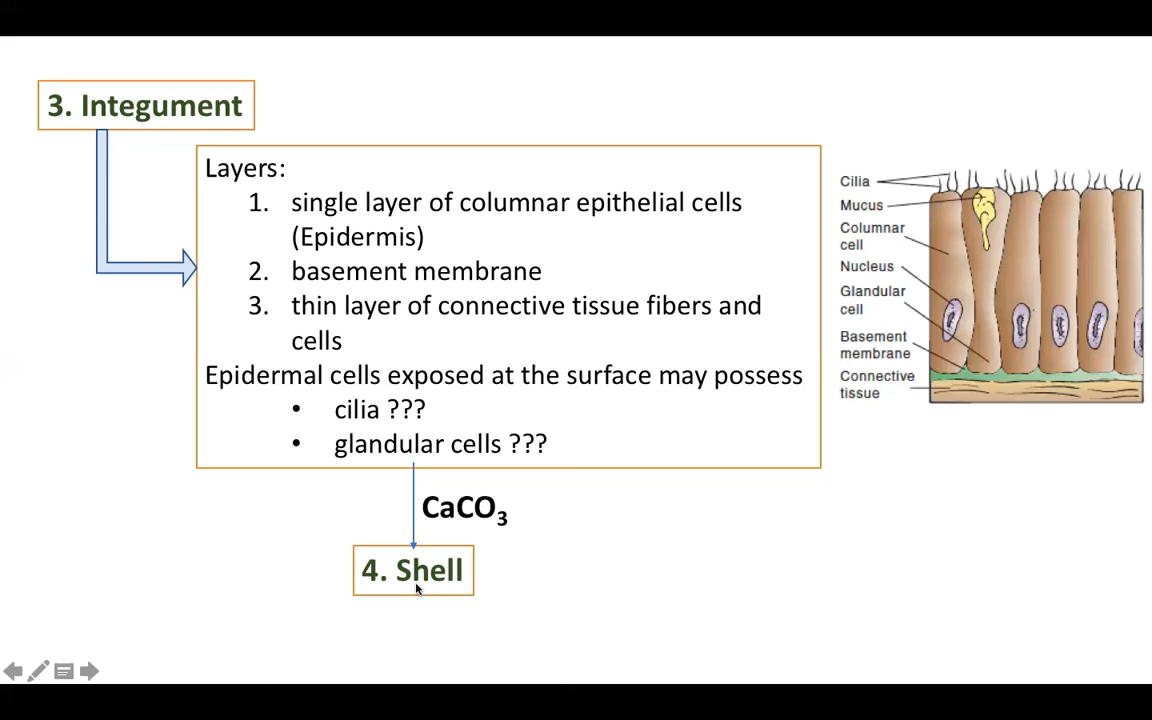 3. Integument
Layers:
1. single layer of columnar epithelial cells
(Epidermis)
2. basement membrane
3. thin layer of connective tissue fibers and
cells
Epidermal cells exposed at the surface may possess
• cilia ???
• glandular cells ???
CaCO₃
4. Shell
Cilia
Mucus
Columnar
cell
Nucleus
Glandular
cell
Basement
membrane
Connective
tissue